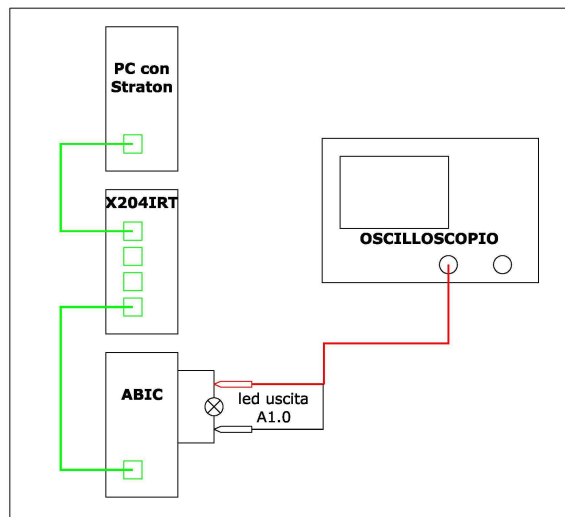 PC con
Straton
X204IRT
OSCILLOSCOPIO
ABIC
led uscita
A1.0